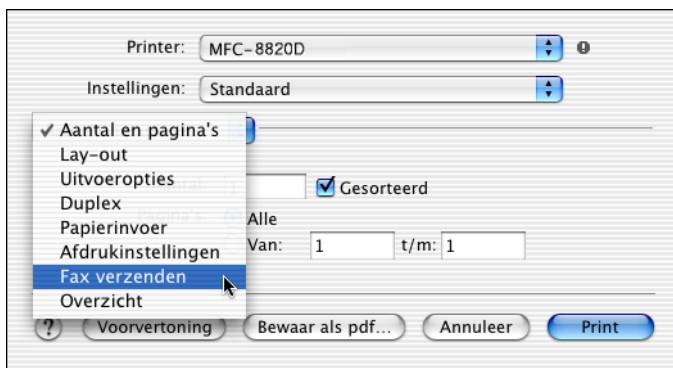 Printer: MFC-8820D
Instellingen: Standaard
✓ Aantal en pagina's
Lay-out
Uitvoeropties
Duplex
Papierinvoer
Afdrukinstellingen
Fax verzenden
Overzicht
1 Gesorteerd
Pagina's: Alle
Van: 1 t/m: 1
? Voorvertoning Bewaar als pdf... Annuleer Print